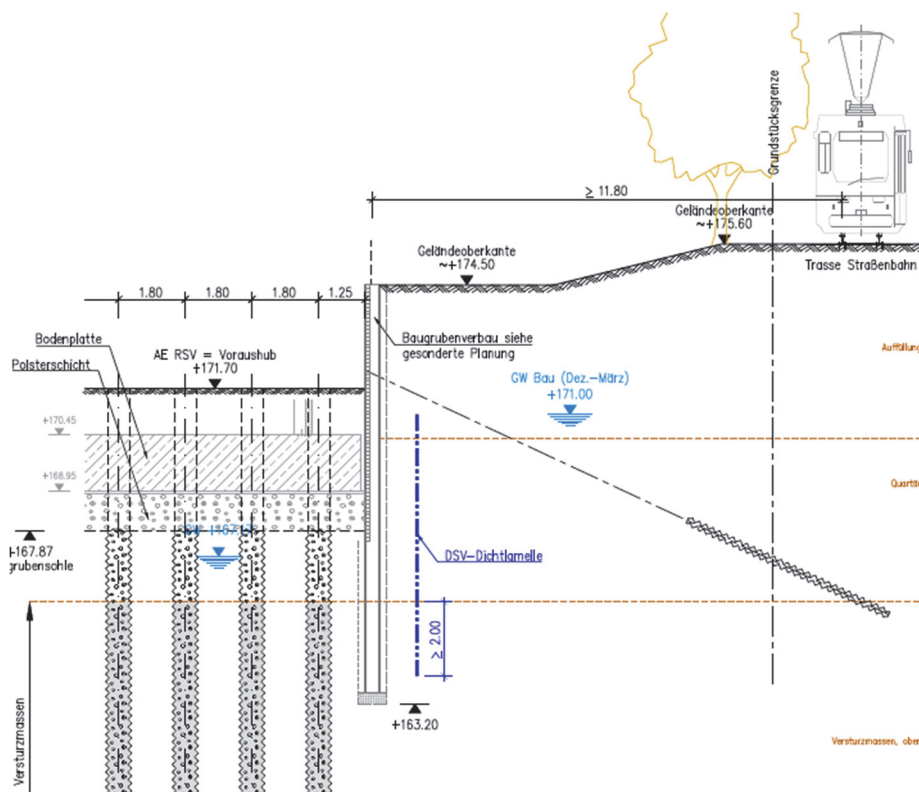 Grundstücksgrenze
≥ 11.80
Geländeoberkante
~+175.60
Geländeoberkante
~+174.50
Trasse Straßenbahn
1.80
1.80
1.80
1.25
Bodenplatte
Polsterschicht
AE RSV = Voraushub
+171.70
Baugrubenverbau siehe
gesonderte Planung
GW Bau (Dez.–März)
+171.00
Auffüllung
+170.45
+168.95
Quartär
+167.87
grubensohle
DSV–Dichtlamelle
≥ 2.00
+163.20
Versturzmassen
Versturzmassen, ober